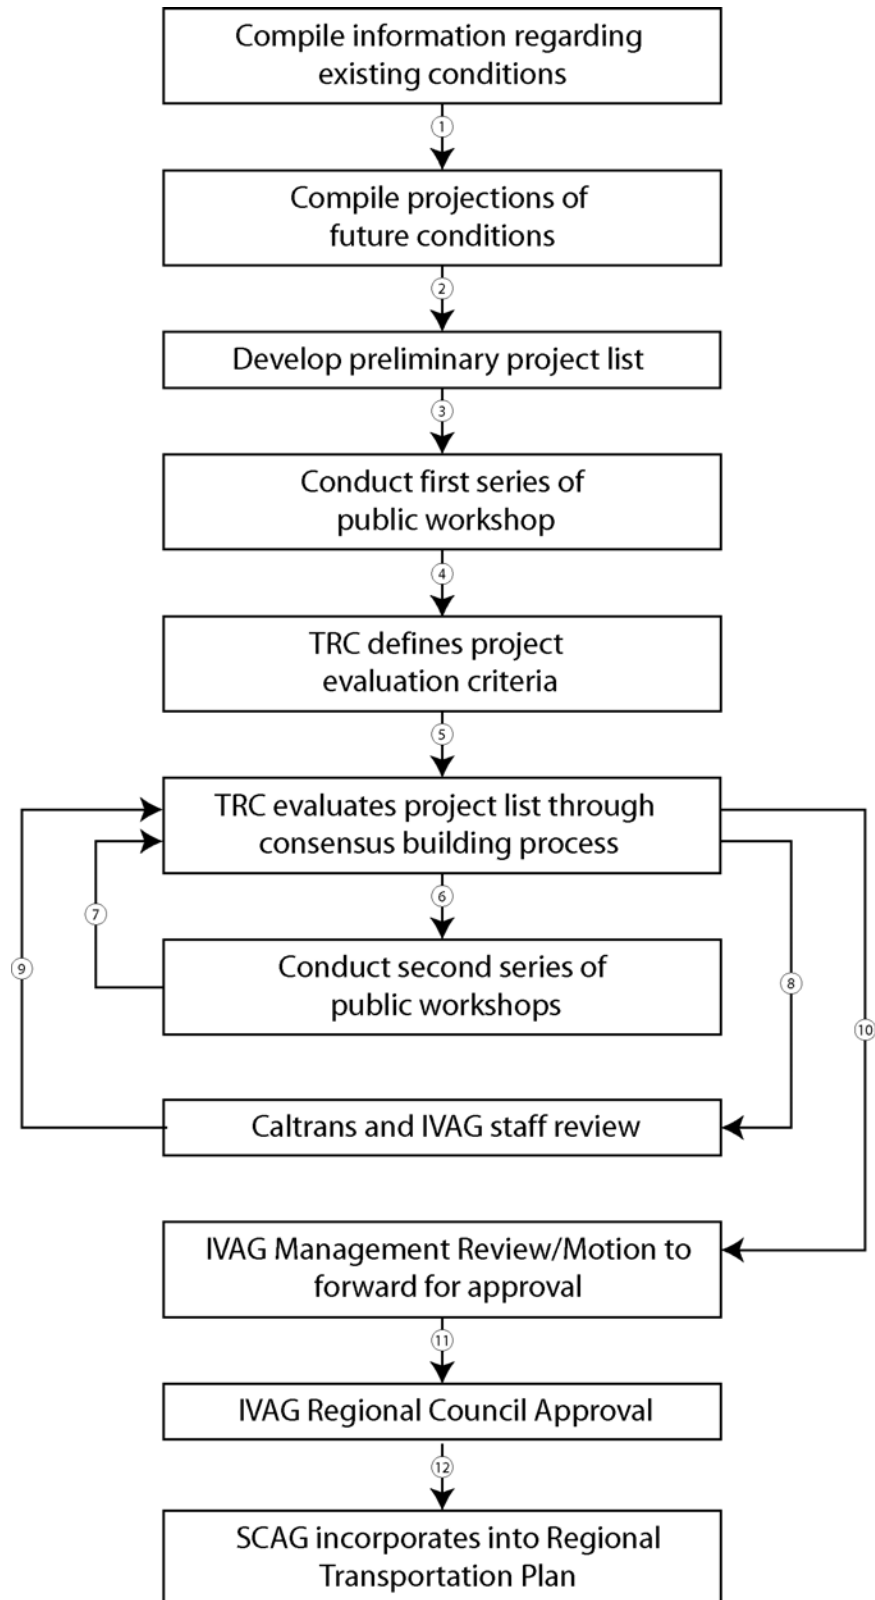 Compile information regarding
existing conditions
1
Compile projections of
future conditions
2
Develop preliminary project list
3
Conduct first series of
public workshop
4
TRC defines project
evaluation criteria
5
TRC evaluates project list through
consensus building process
6
7
Conduct second series of
public workshops
8
9
10
Caltrans and IVAG staff review
IVAG Management Review/Motion to
forward for approval
11
IVAG Regional Council Approval
12
SCAG incorporates into Regional
Transportation Plan